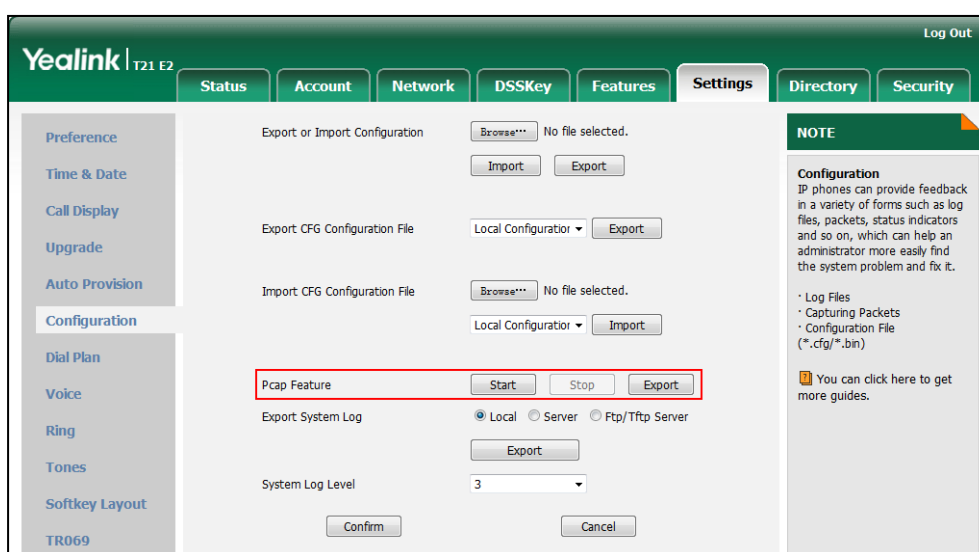 Log Out
Yealink | T21 E2
Status Account Network DSSKey Features Settings Directory Security
Preference
Time & Date
Call Display
Upgrade
Auto Provision
Configuration
Dial Plan
Voice
Ring
Tones
Softkey Layout
TR069
Export or Import Configuration Browse··· No file selected.
Import Export
Export CFG Configuration File Local Configuration Export
Import CFG Configuration File Browse··· No file selected.
Local Configuration Import
Pcap Feature Start Stop Export
Export System Log Local Server Ftp/Tftp Server
Export
System Log Level 3
Confirm Cancel
NOTE
Configuration
IP phones can provide feedback
in a variety of forms such as log
files, packets, status indicators
and so on, which can help an
administrator more easily find
the system problem and fix it.
· Log Files
· Capturing Packets
· Configuration File
(*.cfg/*.bin)
You can click here to get
more guides.